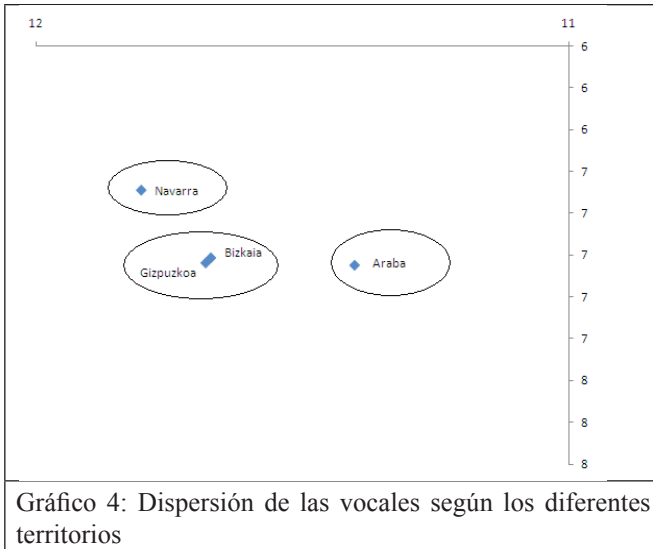 12 11
6
6
6
7
Navarra
7
Bizkaia
7
Gizpuzkoa
Araba
7
7
8
8
8
Gráfico 4: Dispersión de las vocales según los diferentes
territorios